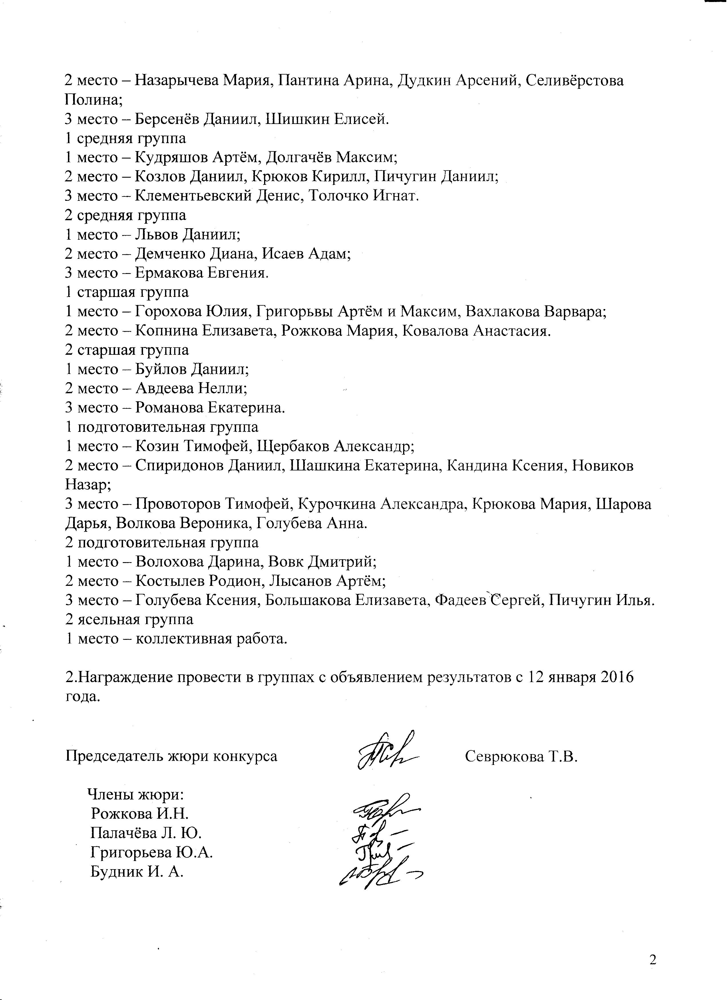 2 место – Назарычева Мария, Пантина Арина, Дудкин Арсений, Селивёрстова
Полина;
3 место – Берсенёв Даниил, Шишкин Елисей.
1 средняя группа
1 место – Кудряшов Артём, Долгачёв Максим;
2 место – Козлов Даниил, Крюков Кирилл, Пичугин Даниил;
3 место – Клементьевский Денис, Толочко Игнат.
2 средняя группа
1 место – Львов Даниил;
2 место – Демченко Диана, Исаев Адам;
3 место – Ермакова Евгения.
1 старшая группа
1 место – Горохова Юлия, Григорьвы Артём и Максим, Вахлакова Варвара;
2 место – Копнина Елизавета, Рожкова Мария, Ковалова Анастасия.
2 старшая группа
1 место – Буйлов Даниил;
2 место – Авдеева Нелли;
3 место – Романова Екатерина.
1 подготовительная группа
1 место – Козин Тимофей, Щербаков Александр;
2 место – Спиридонов Даниил, Шашкина Екатерина, Кандина Ксения, Новиков
Назар;
3 место – Провоторов Тимофей, Курочкина Александра, Крюкова Мария, Шарова
Дарья, Волкова Вероника, Голубева Анна.
2 подготовительная группа
1 место – Волохова Дарина, Вовк Дмитрий;
2 место – Костылев Родион, Лысанов Артём;
3 место – Голубева Ксения, Большакова Елизавета, Фадеев Сергей, Пичугин Илья.
2 ясельная группа
1 место – коллективная работа.
2.Награждение провести в группах с объявлением результатов с 12 января 2016
года.
Председатель жюри конкурса Севрюкова Т.В.
Члены жюри:
Рожкова И.Н.
Палачёва Л. Ю.
Григорьева Ю.А.
Будник И. А.
2